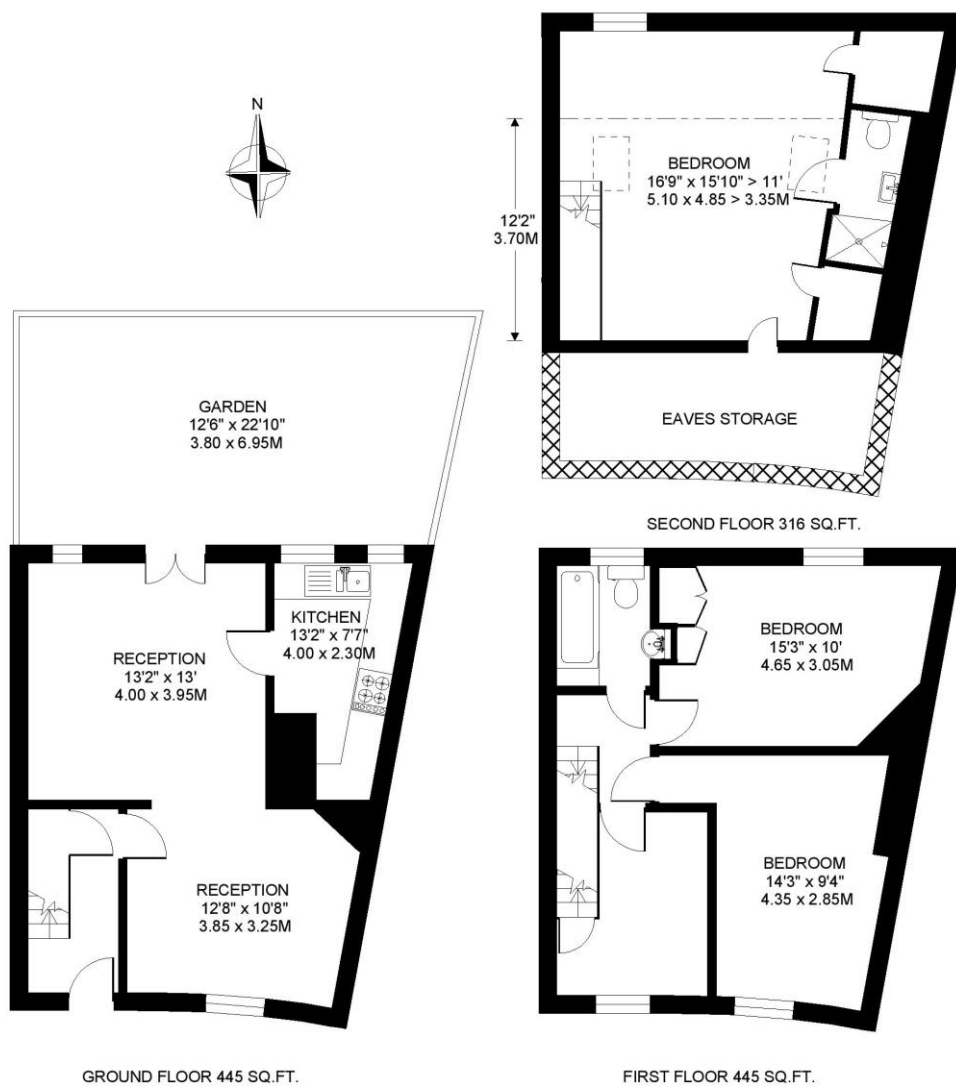 N
BEDROOM
16'9" x 15'10" > 11'
5.10 x 4.85 > 3.35M
12'2"
3.70M
EAVES STORAGE
SECOND FLOOR 316 SQ.FT.
GARDEN
12'6" x 22'10"
3.80 x 6.95M
KITCHEN
13'2" x 7'7"
4.00 x 2.30M
RECEPTION
13'2" x 13'
4.00 x 3.95M
RECEPTION
12'8" x 10'8"
3.85 x 3.25M
GROUND FLOOR 445 SQ.FT.
BEDROOM
15'3" x 10'
4.65 x 3.05M
BEDROOM
14'3" x 9'4"
4.35 x 2.85M
FIRST FLOOR 445 SQ.FT.